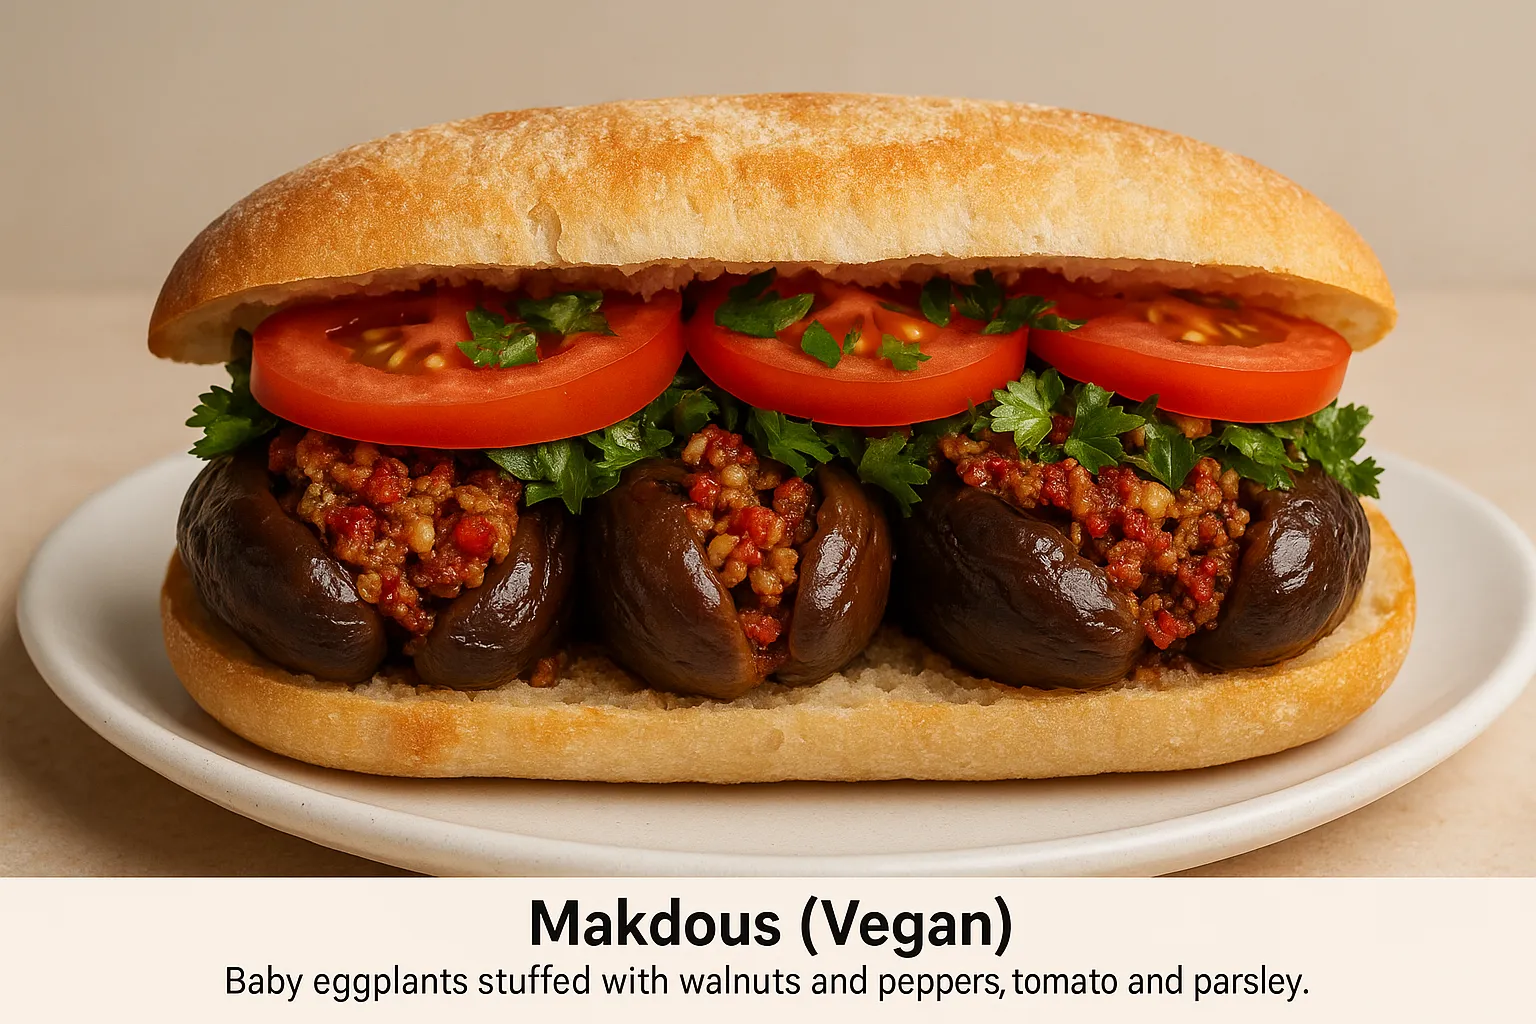 Makdous (Vegan)
Baby eggplants stuffed with walnuts and peppers, tomato and parsley.